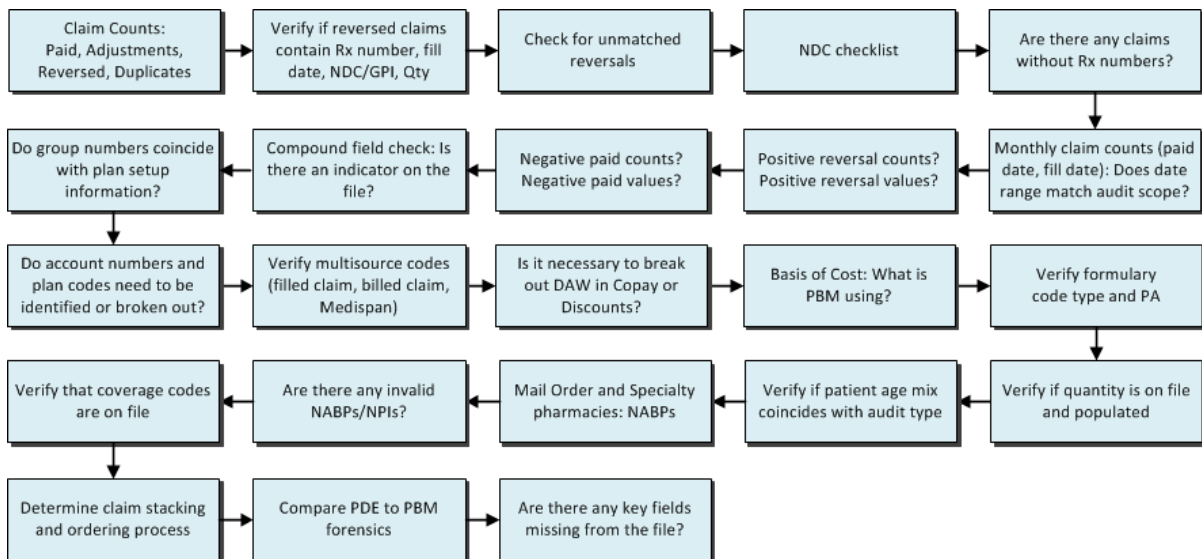 Claim Counts:
Paid, Adjustments,
Reversed, Duplicates
Verify if reversed claims
contain Rx number, fill
date, NDC/GPI, Qty
Check for unmatched
reversals
NDC checklist
Are there any claims
without Rx numbers?
Monthly claim counts (paid
date, fill date): Does date
range match audit scope?
Positive reversal counts?
Positive reversal values?
Negative paid counts?
Negative paid values?
Compound field check: Is
there an indicator on the
file?
Do group numbers coincide
with plan setup
information?
Do account numbers and
plan codes need to be
identified or broken out?
Verify multisource codes
(filled claim, billed claim,
Medispan)
Is it necessary to break
out DAW in Copay or
Discounts?
Basis of Cost: What is
PBM using?
Verify formulary
code type and PA
Verify if quantity is on file
and populated
Verify if patient age mix
coincides with audit type
Mail Order and Specialty
pharmacies: NABPs
Are there any invalid
NABPs/NPIs?
Verify that coverage codes
are on file
Determine claim stacking
and ordering process
Compare PDE to PBM
forensics
Are there any key fields
missing from the file?